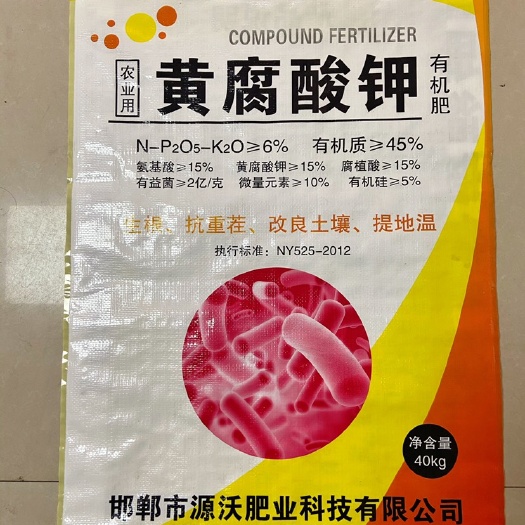 COMPOUND FERTILIZER
农业用
黄腐酸钾
有机肥
N-P2O5-K2O≥6% 有机质≥45%
氨基酸≥15% 黄腐酸钾≥15% 腐植酸≥15%
有益菌≥2亿/克 微量元素≥10% 有机硅≥5%
生根、抗重茬、改良土壤、提地温
执行标准：NY525-2012
净含量
40kg
邯郸市源沃肥业科技有限公司